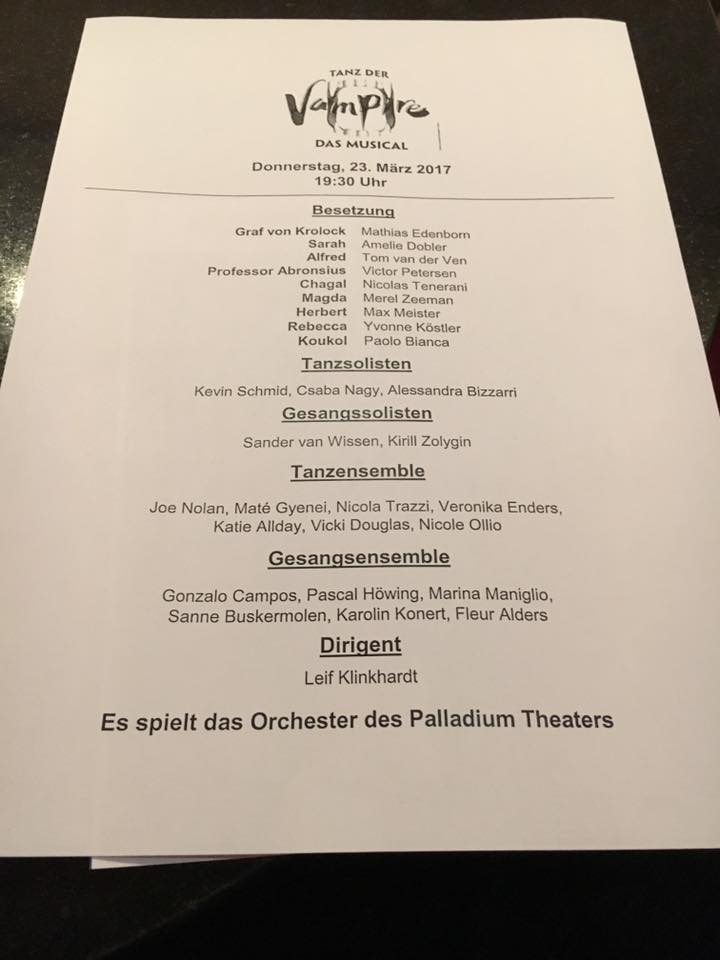 TANZ DER
Vampire
DAS MUSICAL
Donnerstag, 23. März 2017
19:30 Uhr
Besetzung
Graf von Krolock Mathias Edenborn
Sarah Amelie Dobler
Alfred Tom van der Ven
Professor Abronsius Victor Petersen
Chagal Nicolas Tenerani
Magda Merel Zeeman
Herbert Max Meister
Rebecca Yvonne Köstler
Koukol Paolo Bianca
Tanzsolisten
Kevin Schmid, Csaba Nagy, Alessandra Bizzarri
Gesangssolisten
Sander van Wissen, Kirill Zolygin
Tanzensemble
Joe Nolan, Maté Gyenei, Nicola Trazzi, Veronika Enders,
Katie Allday, Vicki Douglas, Nicole Ollio
Gesangsensemble
Gonzalo Campos, Pascal Höwing, Marina Maniglio,
Sanne Buskermolen, Karolin Konert, Fleur Alders
Dirigent
Leif Klinkhardt
Es spielt das Orchester des Palladium Theaters